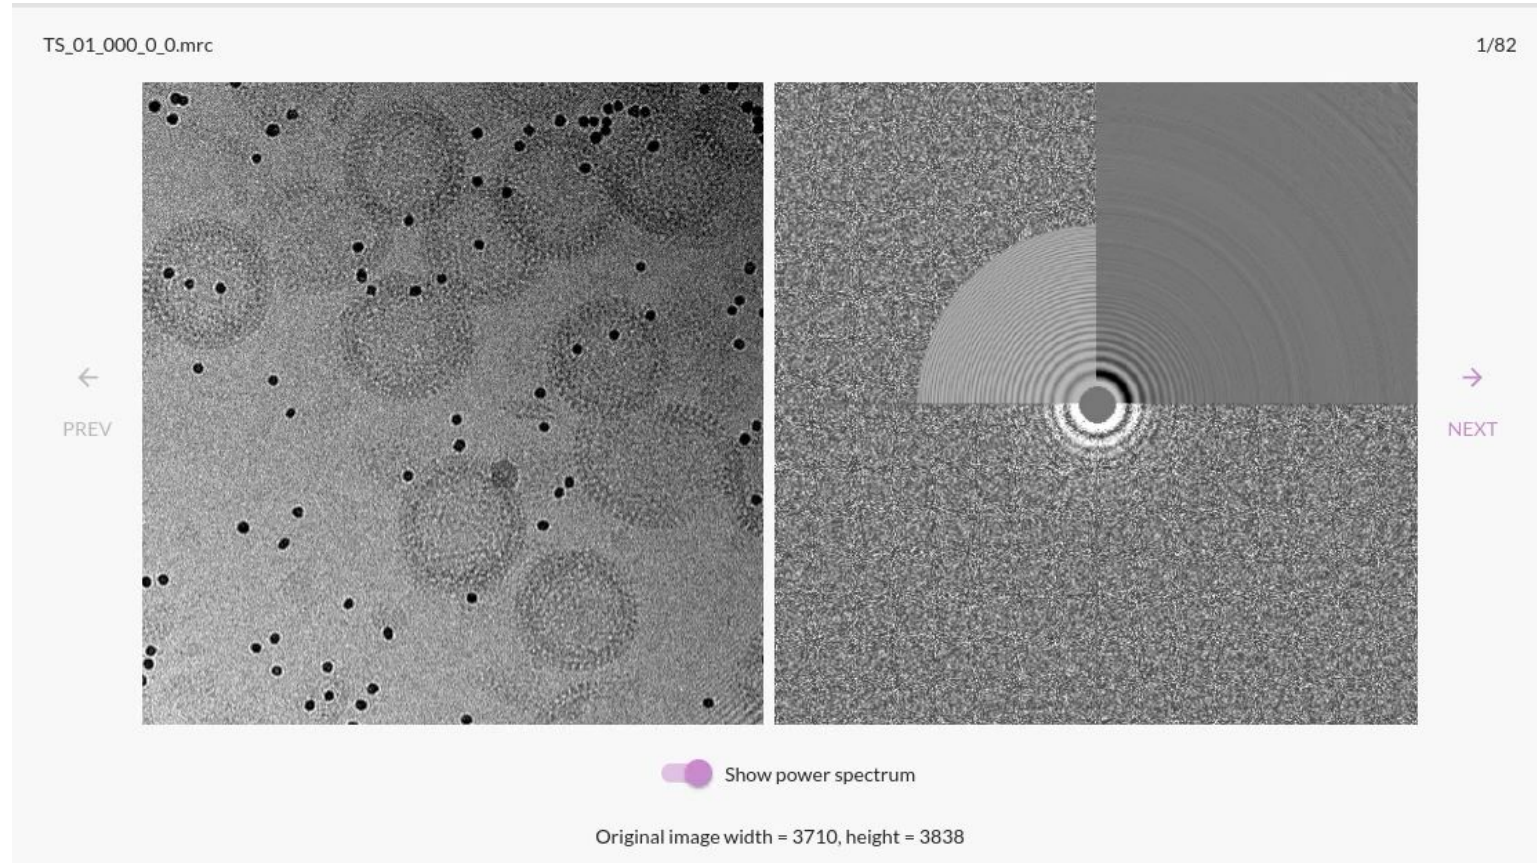 TS_01_000_0_0.mrc
1/82
PREV
NEXT
Show power spectrum
Original image width = 3710, height = 3838